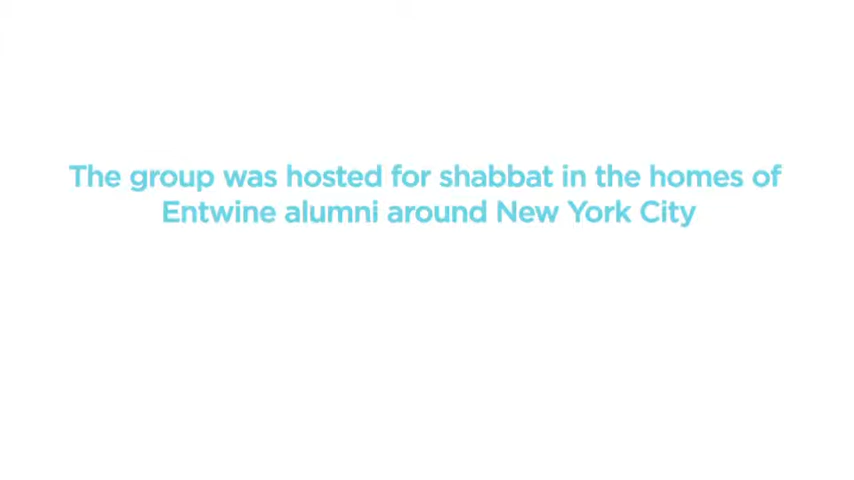 The group was hosted for shabbat in the homes of
Entwine alumni around New York City